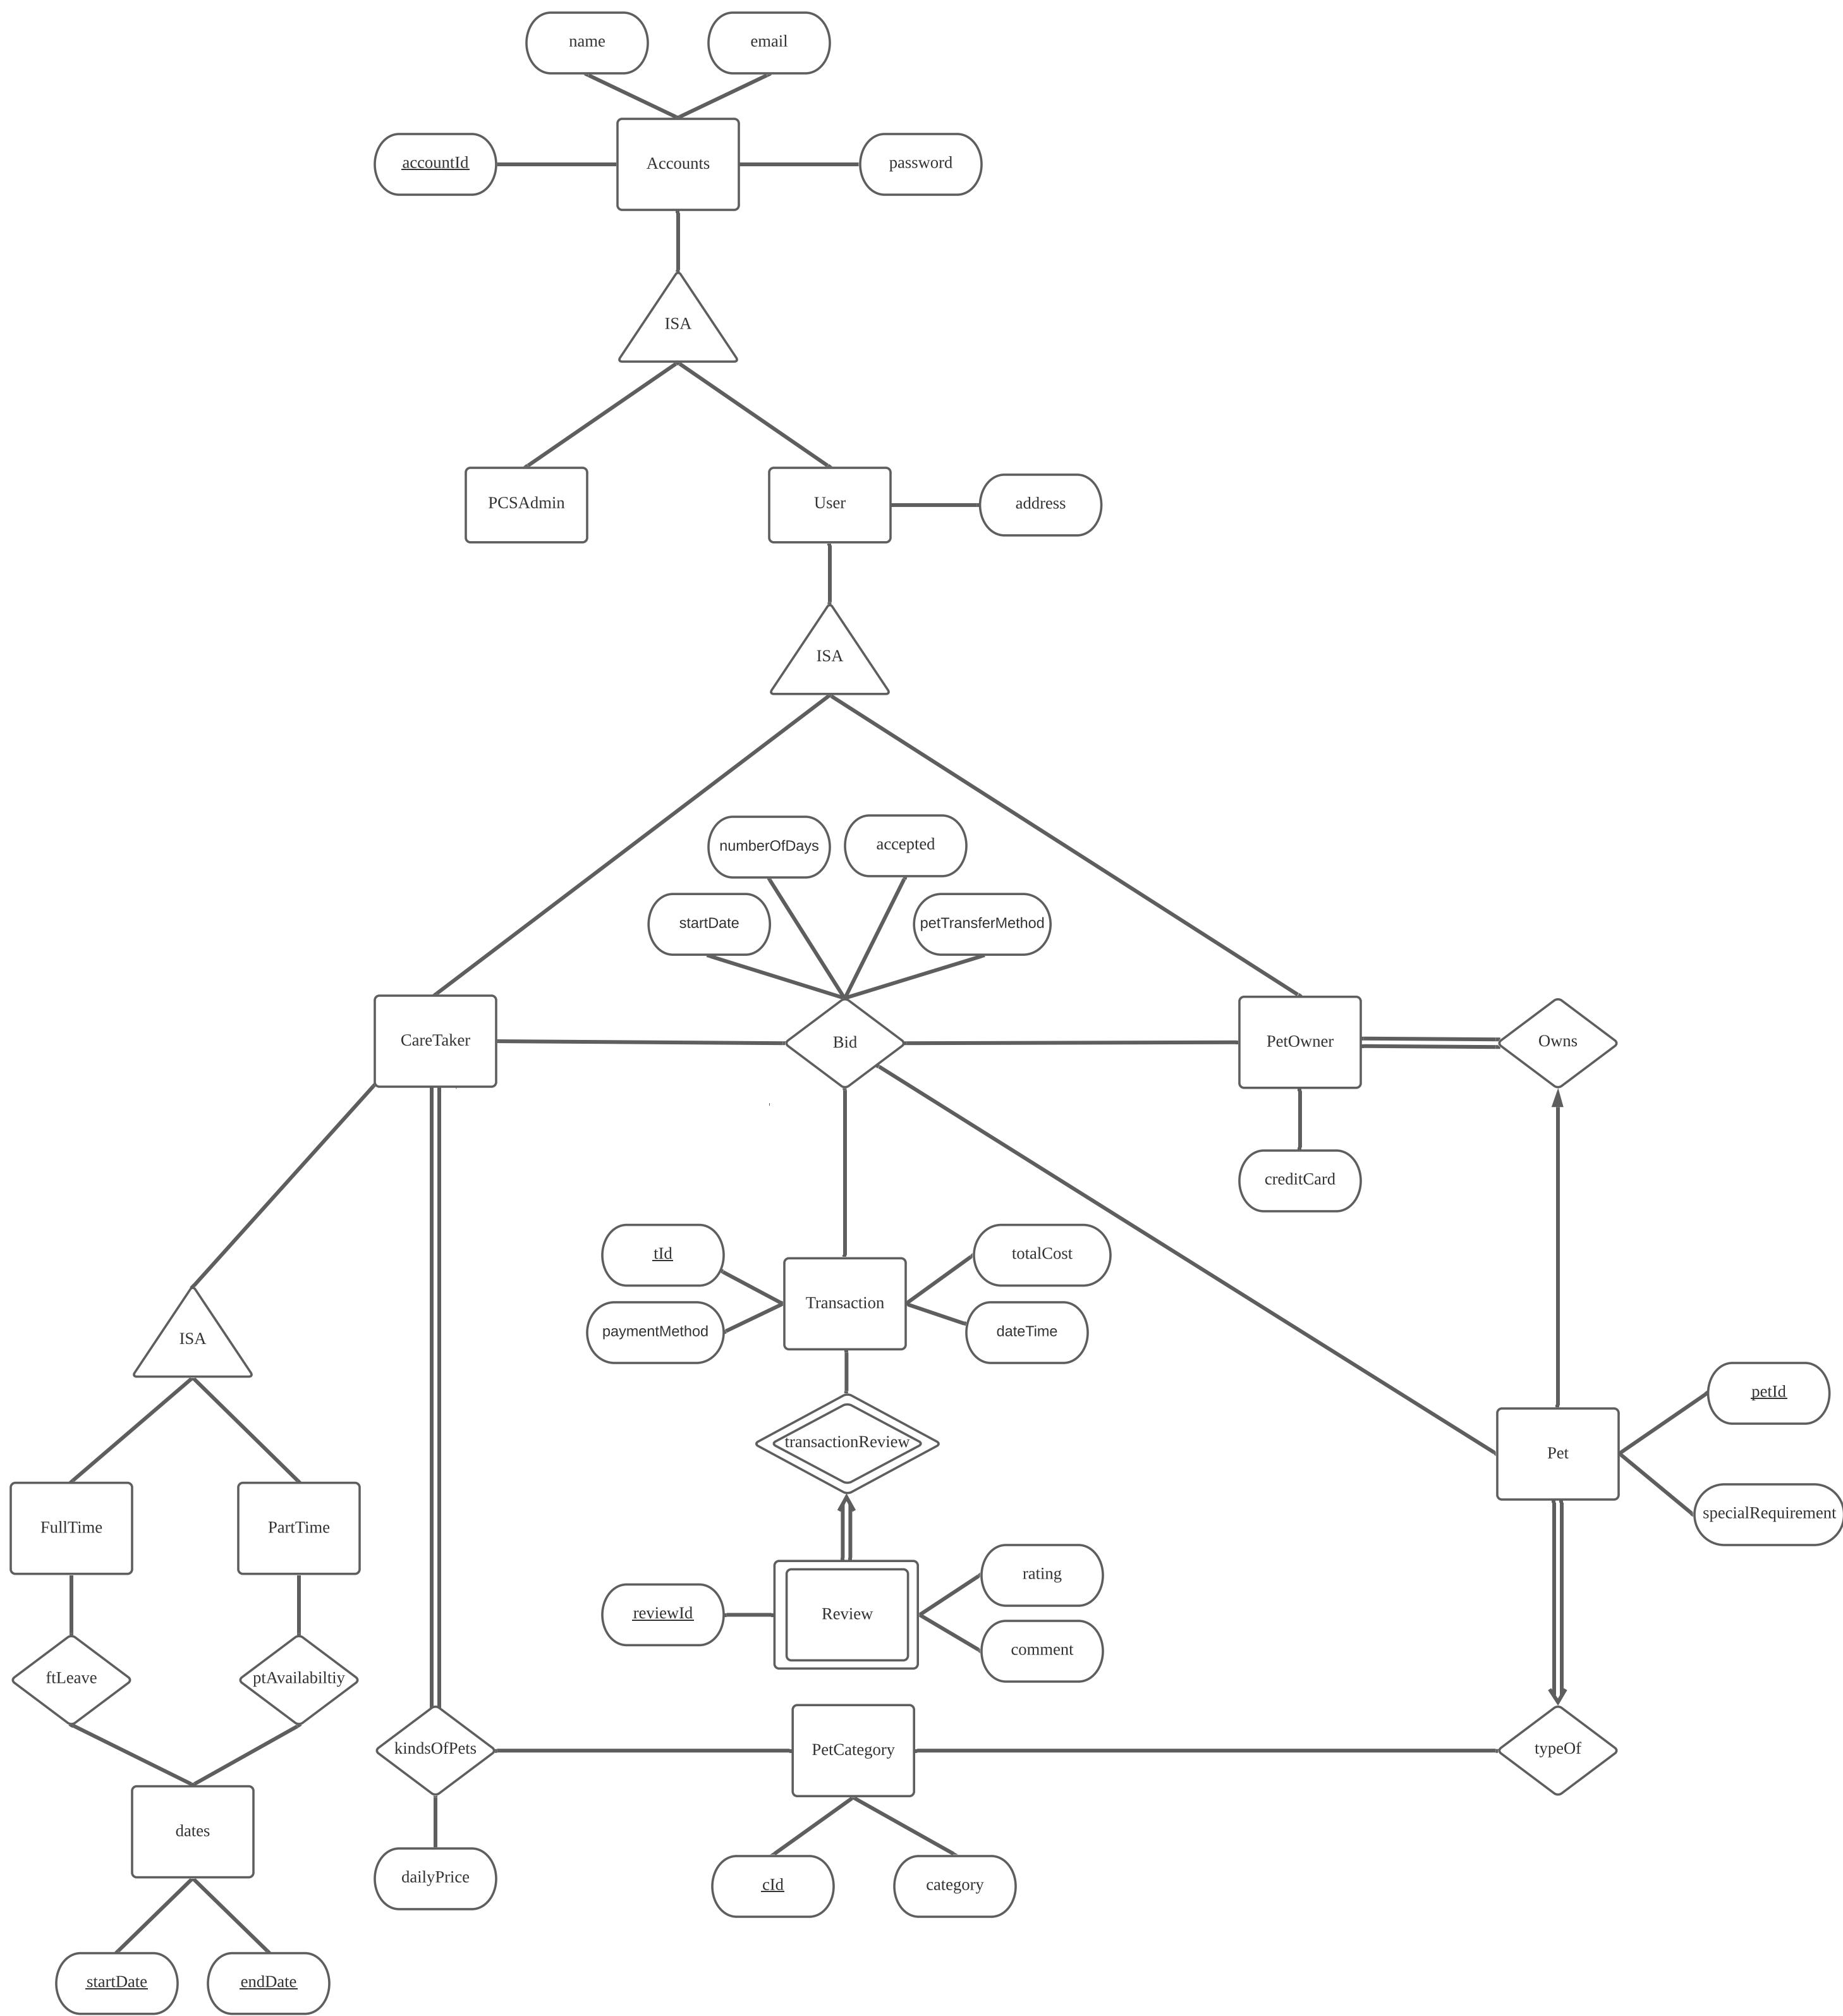 name
email
accountId
Accounts
password
ISA
PCSAdmin
User
address
ISA
numberOfDays
accepted
startDate
petTransferMethod
CareTaker
Bid
PetOwner
Owns
creditCard
tId
totalCost
Transaction
paymentMethod
dateTime
ISA
petId
transactionReview
Pet
specialRequirement
FullTime
PartTime
rating
reviewId
Review
comment
ftLeave
ptAvailabiltiy
kindsOfPets
PetCategory
typeOf
dates
dailyPrice
cId
category
startDate
endDate